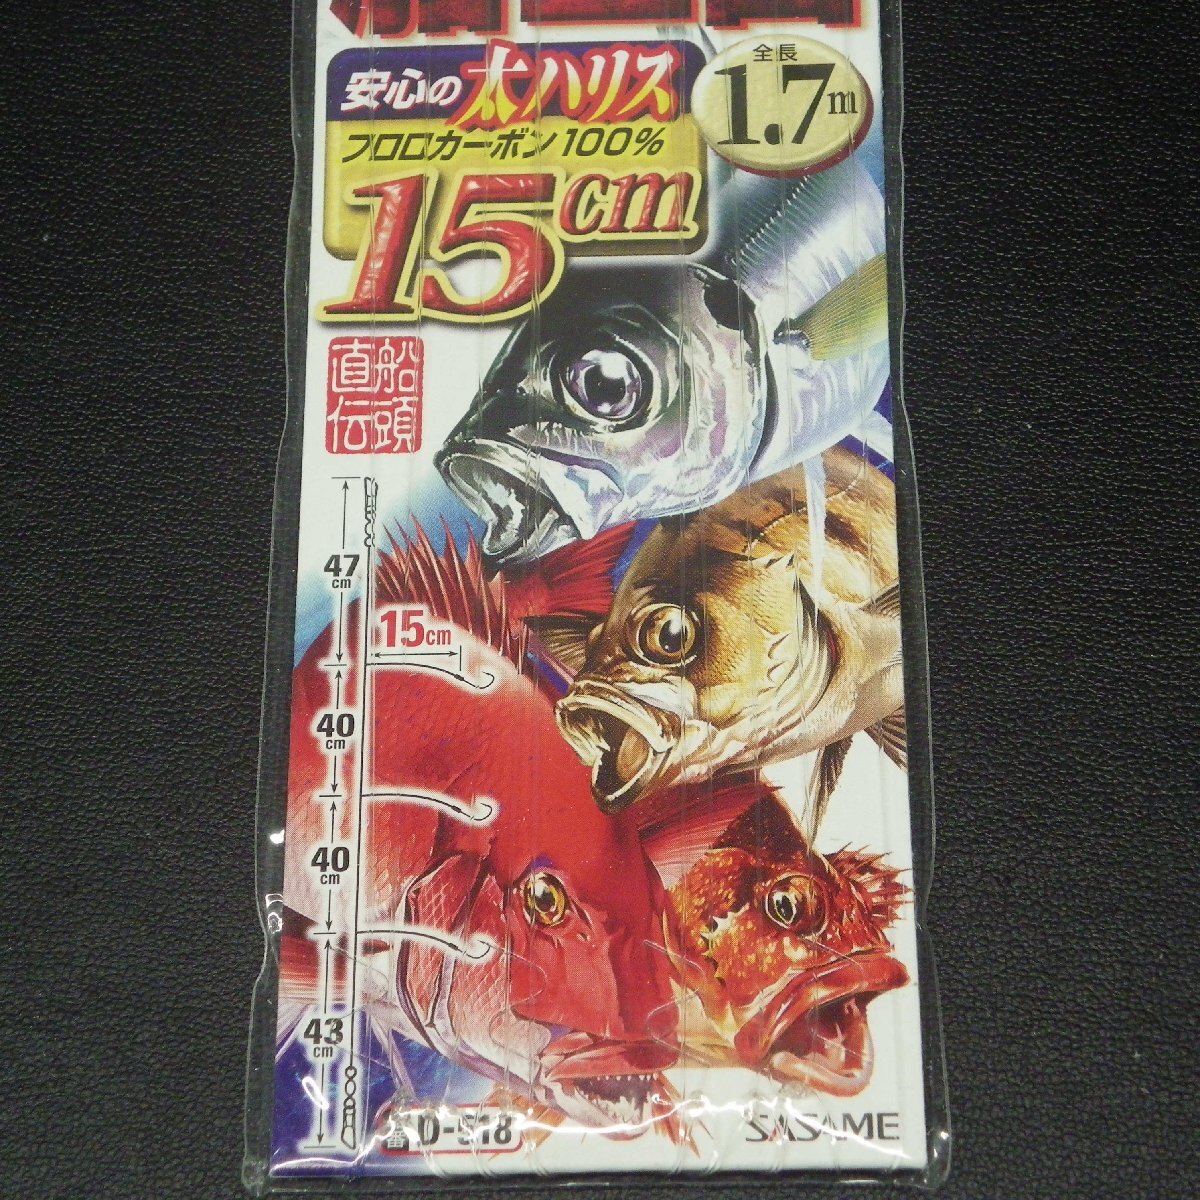 安心の太ハリス
フロロカーボン100%
15cm
全長
1.7m
船頭
直伝
47cm
15cm
40cm
40cm
43cm
D-518
SASAME